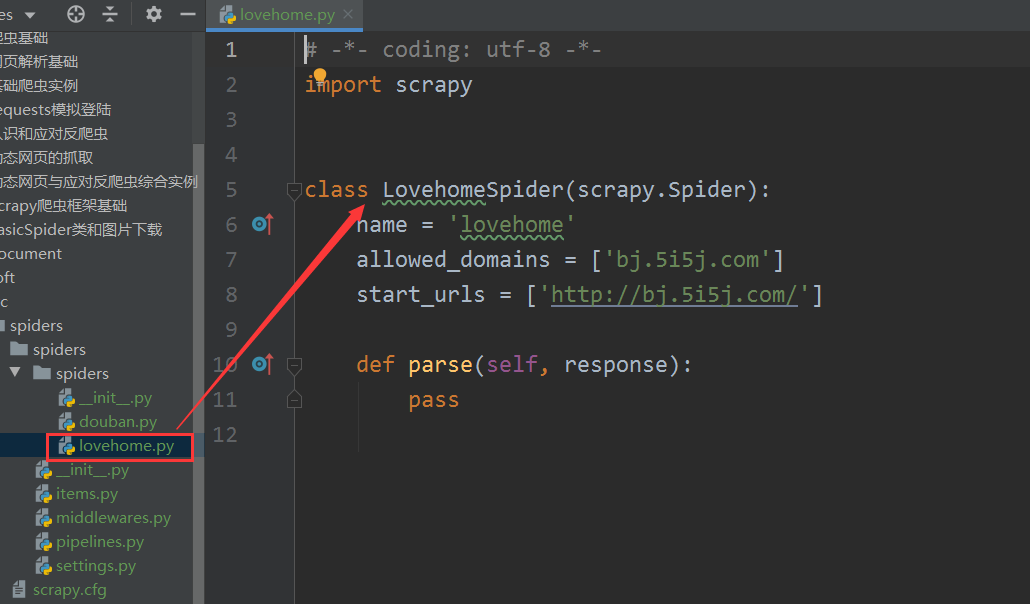 es
lovehome.py
爬虫基础
网页解析基础
基础爬虫实例
equests模拟登陆
认识和应对反爬虫
动态网页的抓取
动态网页与应对反爬虫综合实例
crapy爬虫框架基础
asicSpider类和图片下载
ocument
oft
c
spiders
spiders
spiders
__init__.py
douban.py
lovehome.py
__init__.py
items.py
middlewares.py
pipelines.py
settings.py
scrapy.cfg
1 # -*- coding: utf-8 -*-
2 import scrapy
3
4
5 class LovehomeSpider(scrapy.Spider):
6 name = 'lovehome'
7 allowed_domains = ['bj.5i5j.com']
8 start_urls = ['http://bj.5i5j.com/']
9
10 def parse(self, response):
11 pass
12